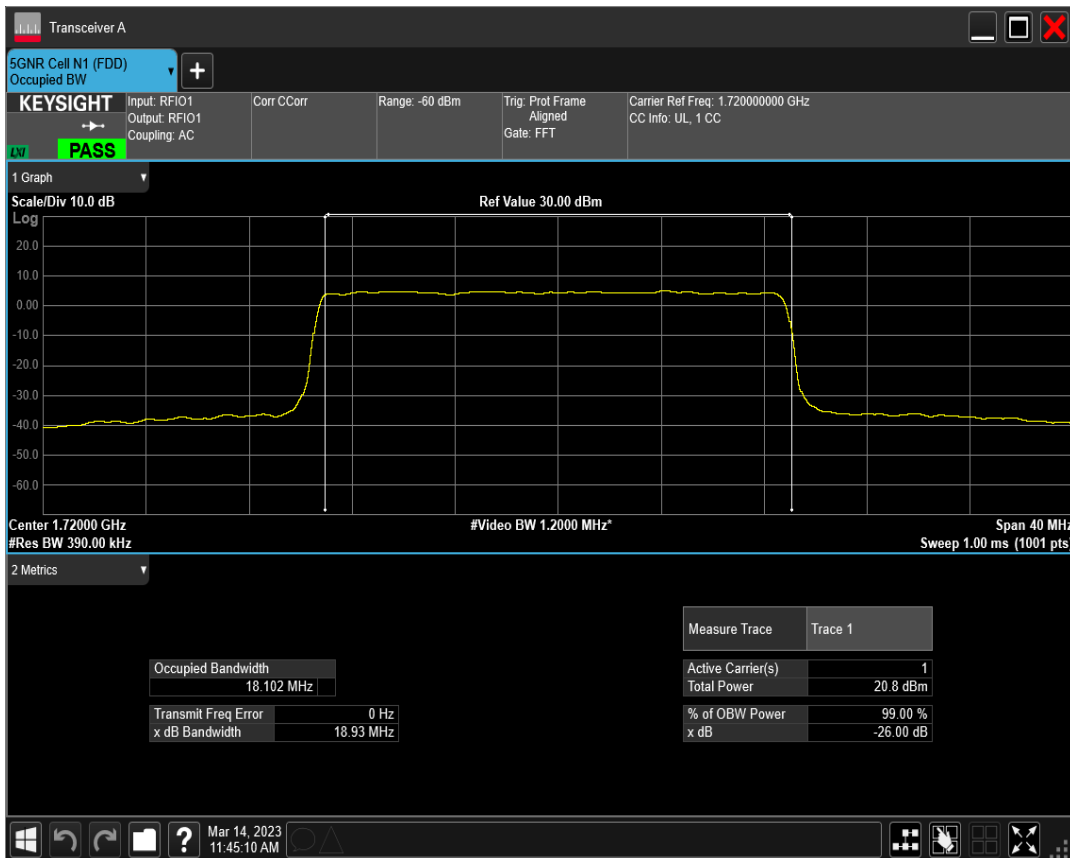 Transceiver A
5GNR Cell N1 (FDD)
Occupied BW
KEYSIGHT
LXI
PASS
Input: RFIO1
Output: RFIO1
Coupling: AC
Corr CCorr
Range: -60 dBm
Trig: Prot Frame
Aligned
Gate: FFT
Carrier Ref Freq: 1.720000000 GHz
CC Info: UL, 1 CC
1 Graph
Scale/Div 10.0 dB
Ref Value 30.00 dBm
Log
20.0
10.0
0.00
-10.0
-20.0
-30.0
-40.0
-50.0
-60.0
Center 1.72000 GHz
#Video BW 1.2000 MHz*
Span 40 MHz
#Res BW 390.00 kHz
Sweep 1.00 ms (1001 pts)
2 Metrics
Measure Trace Trace 1
Occupied Bandwidth
18.102 MHz
Active Carrier(s) 1
Total Power 20.8 dBm
Transmit Freq Error 0 Hz
x dB Bandwidth 18.93 MHz
% of OBW Power 99.00 %
x dB -26.00 dB
?
Mar 14, 2023
11:45:10 AM